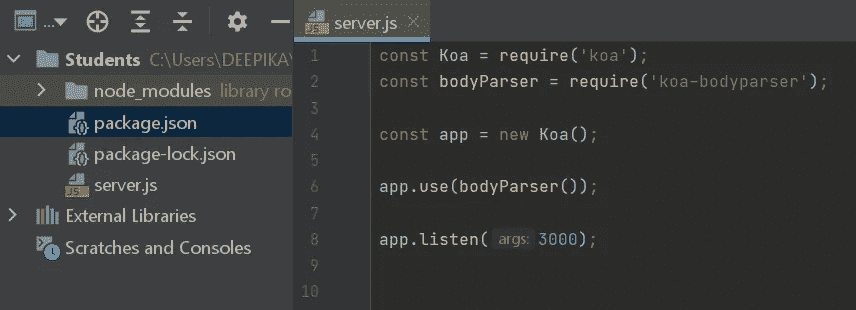 ...
server.js
Students C:\Users\DEEPIKA
node_modules library ro
package.json
package-lock.json
server.js
External Libraries
Scratches and Consoles
1 const Koa = require('koa');
2 const bodyParser = require('koa-bodyparser');
3
4 const app = new Koa();
5
6 app.use(bodyParser());
7
8 app.listen( args: 3000);
9
10